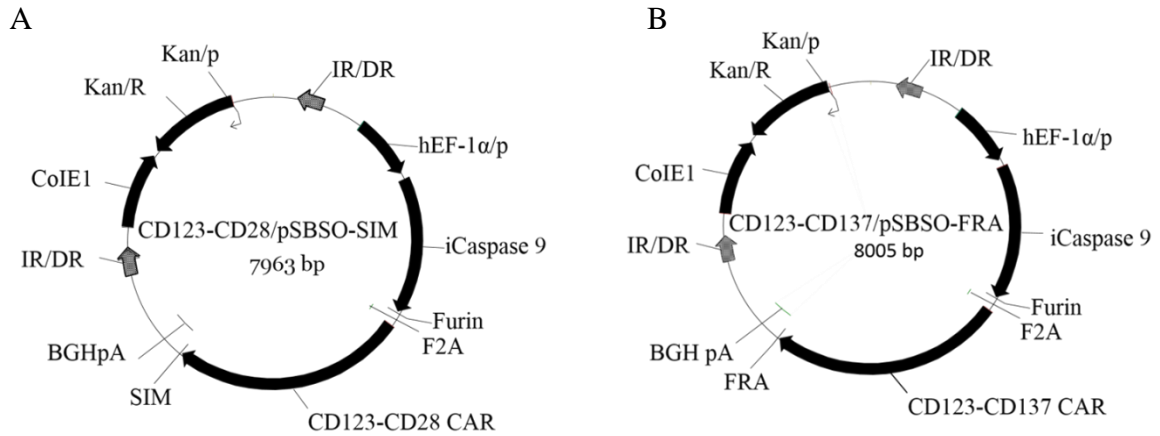 A
Kan/p
IR/DR
Kan/R
hEF-1α/p
CoIE1
CD123-CD28/pSBSO-SIM
7963 bp
iCaspase 9
IR/DR
Furin
F2A
BGHpA
SIM
CD123-CD28 CAR
B
Kan/p
IR/DR
Kan/R
hEF-1α/p
CoIE1
CD123-CD137/pSBSO-FRA
8005 bp
iCaspase 9
IR/DR
Furin
F2A
BGH pA
FRA
CD123-CD137 CAR